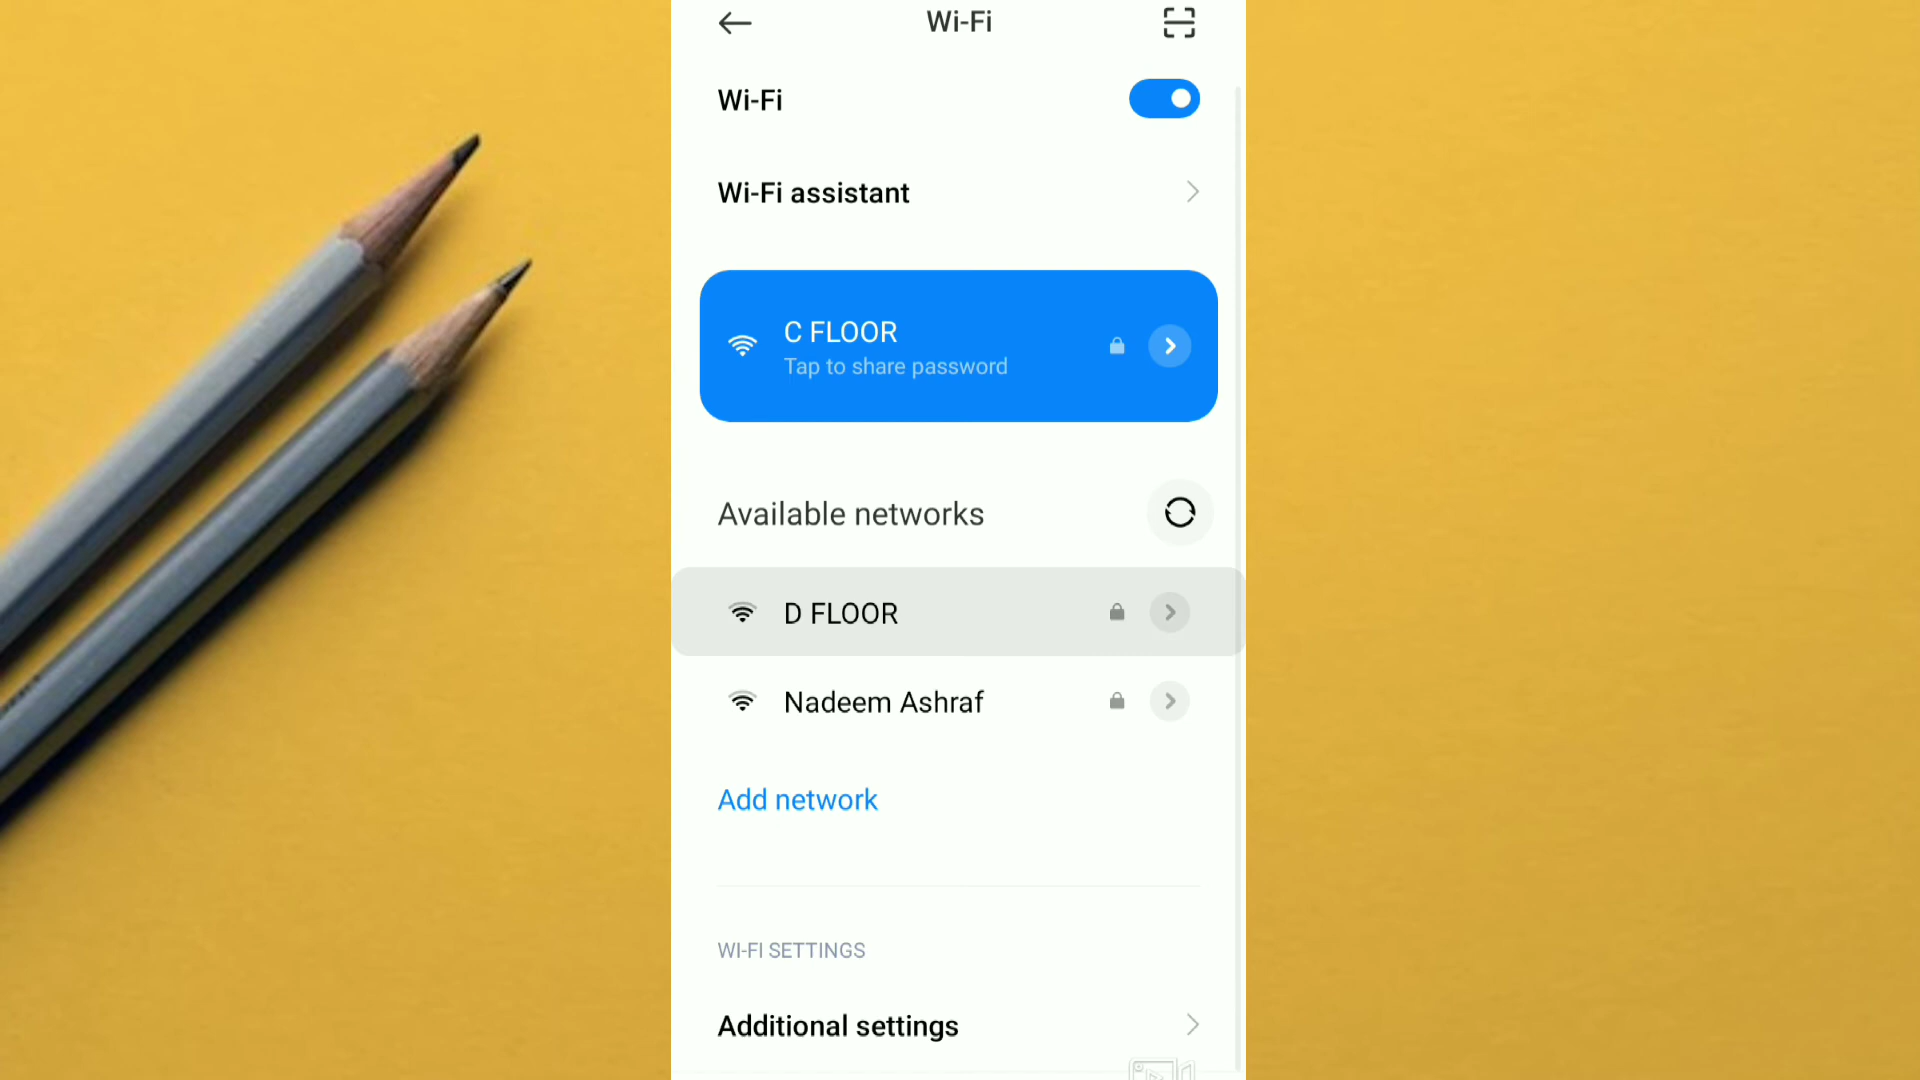 Wi-Fi
Wi-Fi
Wi-Fi assistant
C FLOOR
Tap to share password
Available networks
D FLOOR
Nadeem Ashraf
Add network
WI-FI SETTINGS
Additional settings